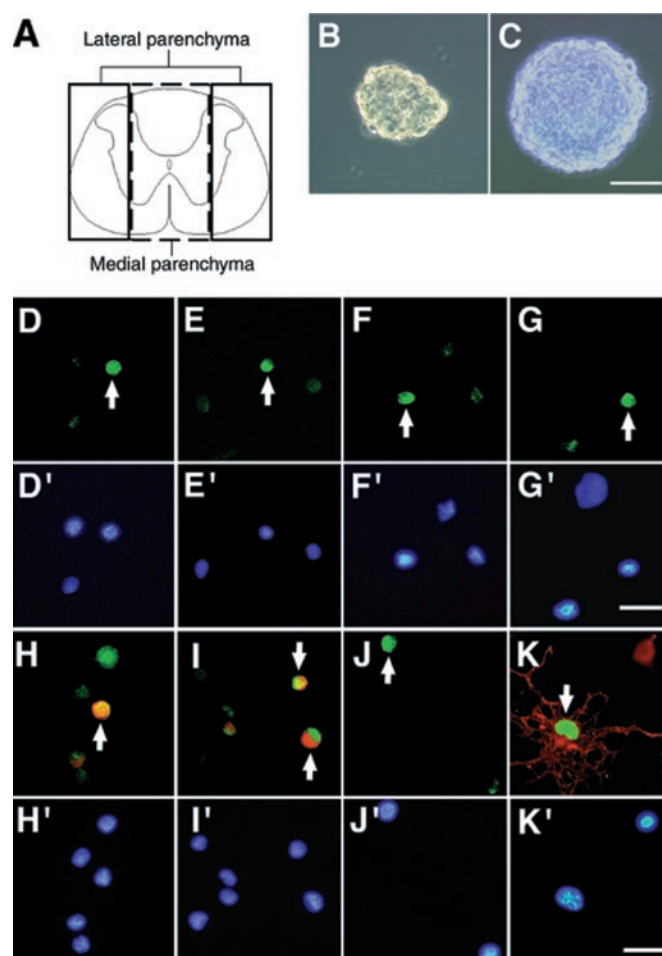 A
Lateral parenchyma
Medial parenchyma
B
C
D
E
F
G
D'
E'
F'
G'
H
I
J
K
H'
I'
J'
K'